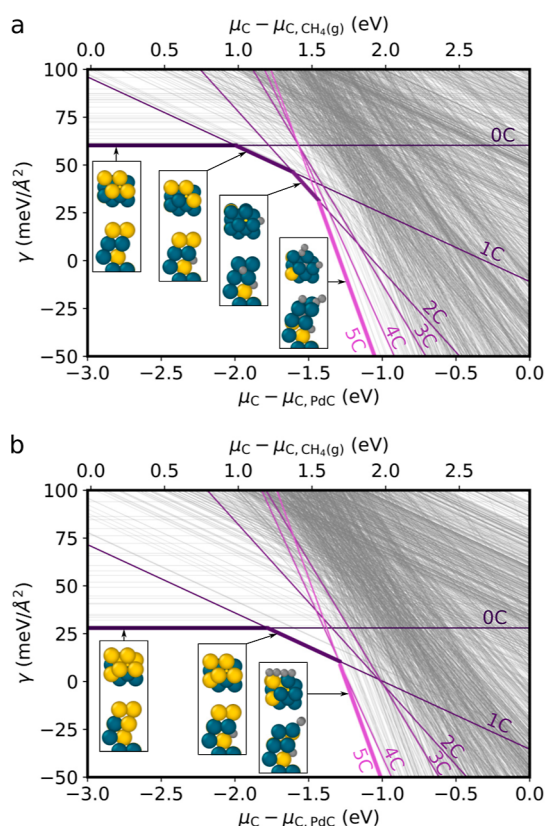 a
μC − μC, CH4(g) (eV)
0.0 0.5 1.0 1.5 2.0 2.5
100
75
50
25
0
−25
−50
γ (meV/Å²)
0C
1C
2C
3C
4C
5C
−3.0 −2.5 −2.0 −1.5 −1.0 −0.5 0.0
μC − μC, PdC (eV)
b
μC − μC, CH4(g) (eV)
0.0 0.5 1.0 1.5 2.0 2.5
100
75
50
25
0
−25
−50
γ (meV/Å²)
0C
1C
2C
3C
4C
5C
−3.0 −2.5 −2.0 −1.5 −1.0 −0.5 0.0
μC − μC, PdC (eV)